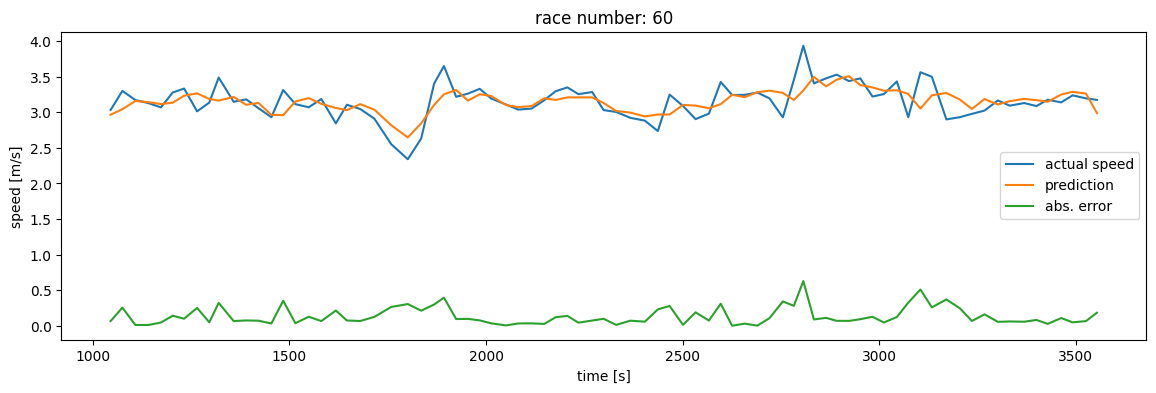 race number: 60
speed [m/s]
4.0
3.5
3.0
2.5
2.0
1.5
1.0
0.5
0.0
actual speed
prediction
abs. error
1000 1500 2000 2500 3000 3500
time [s]